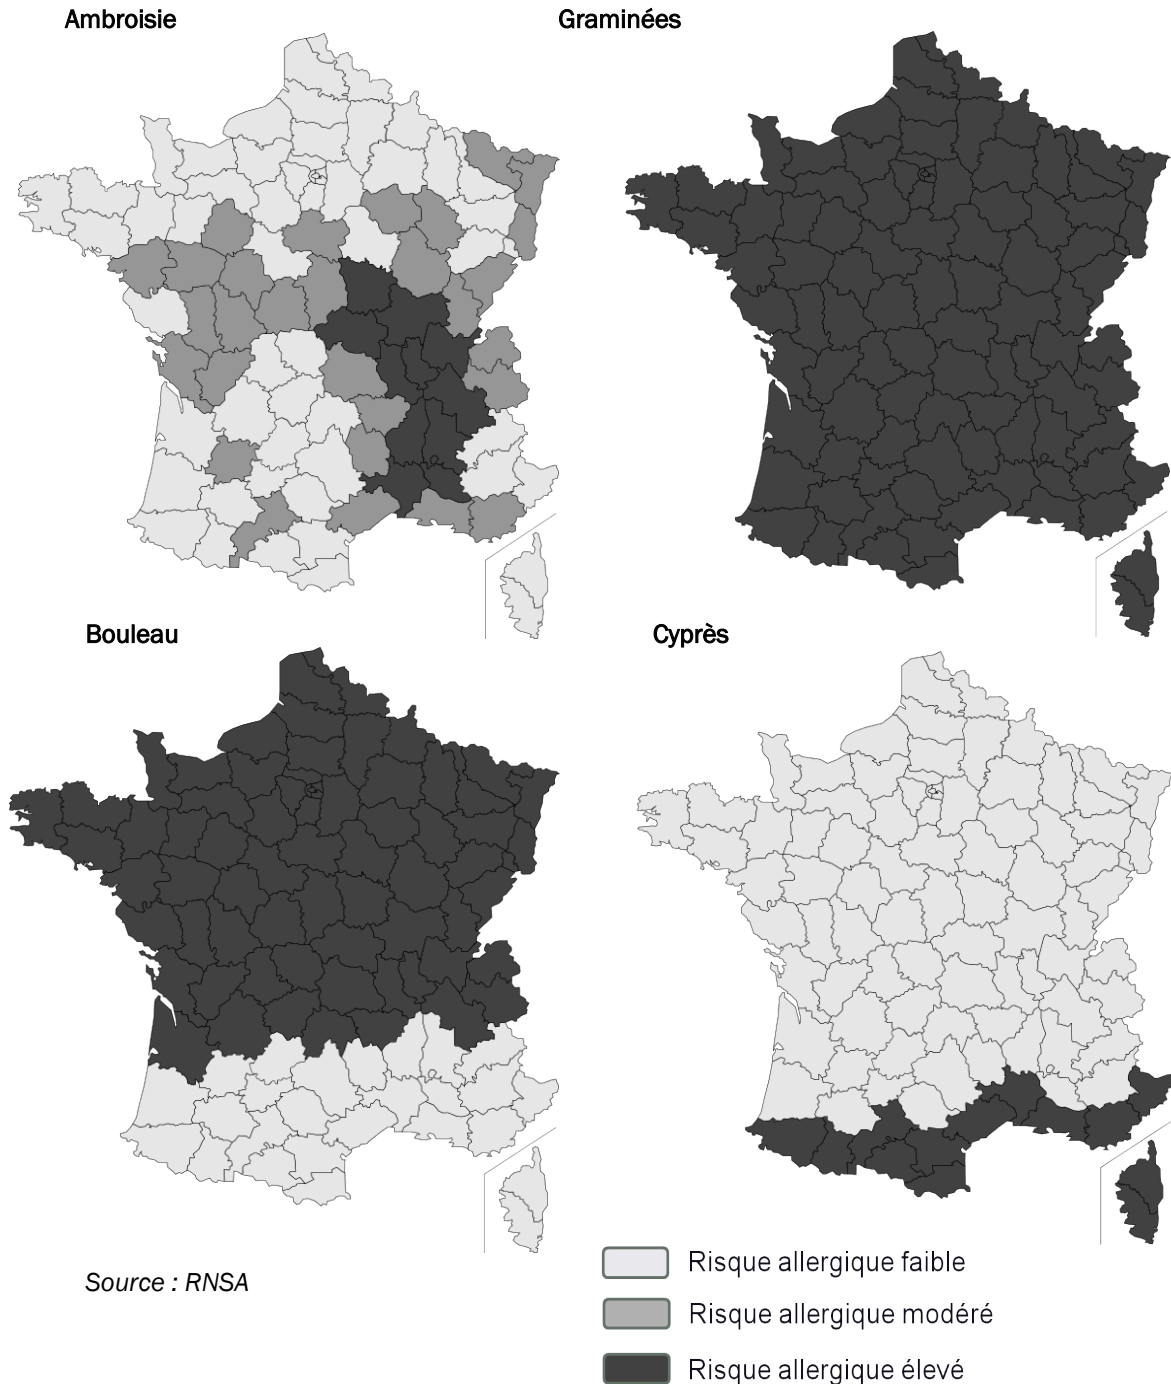 Ambroisie
Graminées
Bouleau
Cyprès
Source : RNSA
Risque allergique faible
Risque allergique modéré
Risque allergique élevé